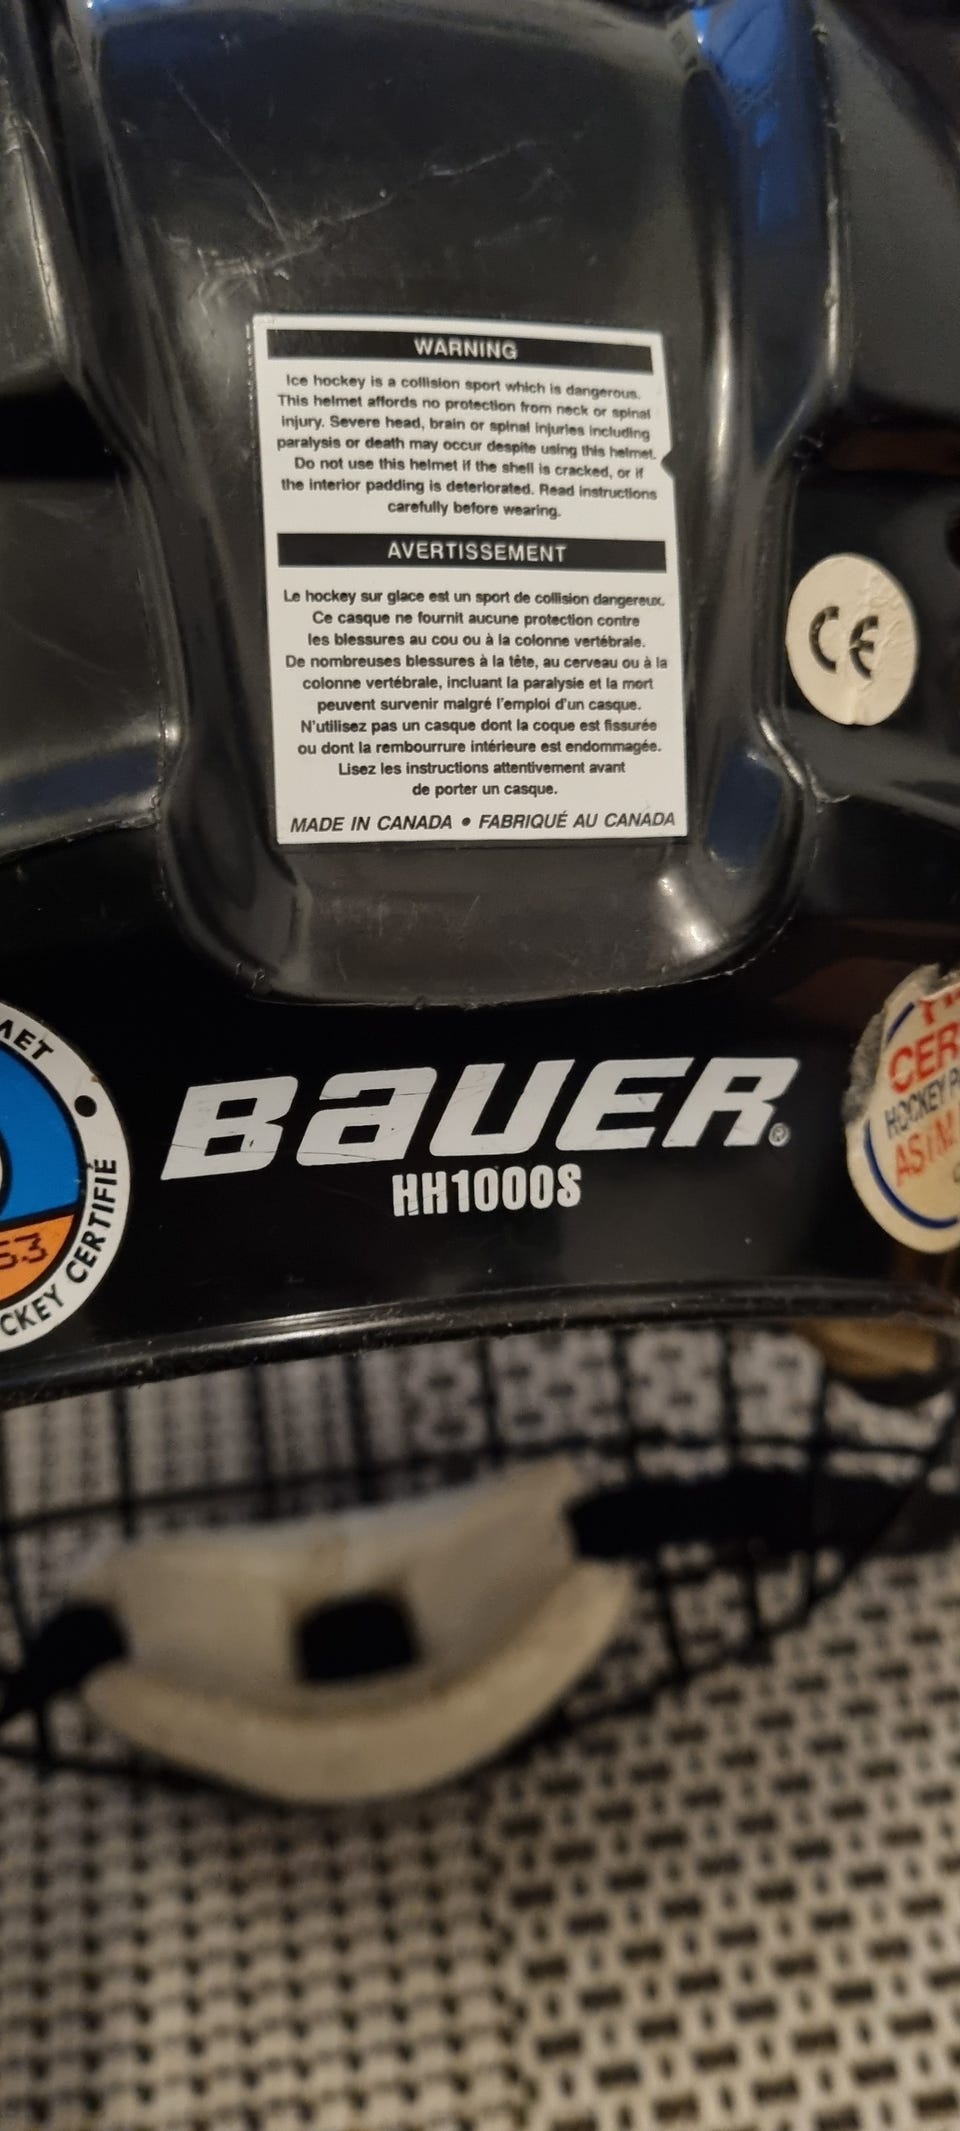 WARNING
Ice hockey is a collision sport which is dangerous.
This helmet affords no protection from neck or spinal
injury. Severe head, brain or spinal injuries including
paralysis or death may occur despite using this helmet.
Do not use this helmet if the shell is cracked, or if
the interior padding is deteriorated. Read instructions
carefully before wearing.
AVERTISSEMENT
Le hockey sur glace est un sport de collision dangereux.
Ce casque ne fournit aucune protection contre
les blessures au cou ou à la colonne vertébrale.
De nombreuses blessures à la tête, au cerveau ou à la
colonne vertébrale, incluant la paralysie et la mort
peuvent survenir malgré l'emploi d'un casque.
N'utilisez pas un casque dont la coque est fissurée
ou dont la rembourrure intérieure est endommagée.
Lisez les instructions attentivement avant
de porter un casque.
MADE IN CANADA • FABRIQUÉ AU CANADA
CE
BAUER®
HH1000S
CERTIFIÉ
53
CER
HOCKEY P
ASTM